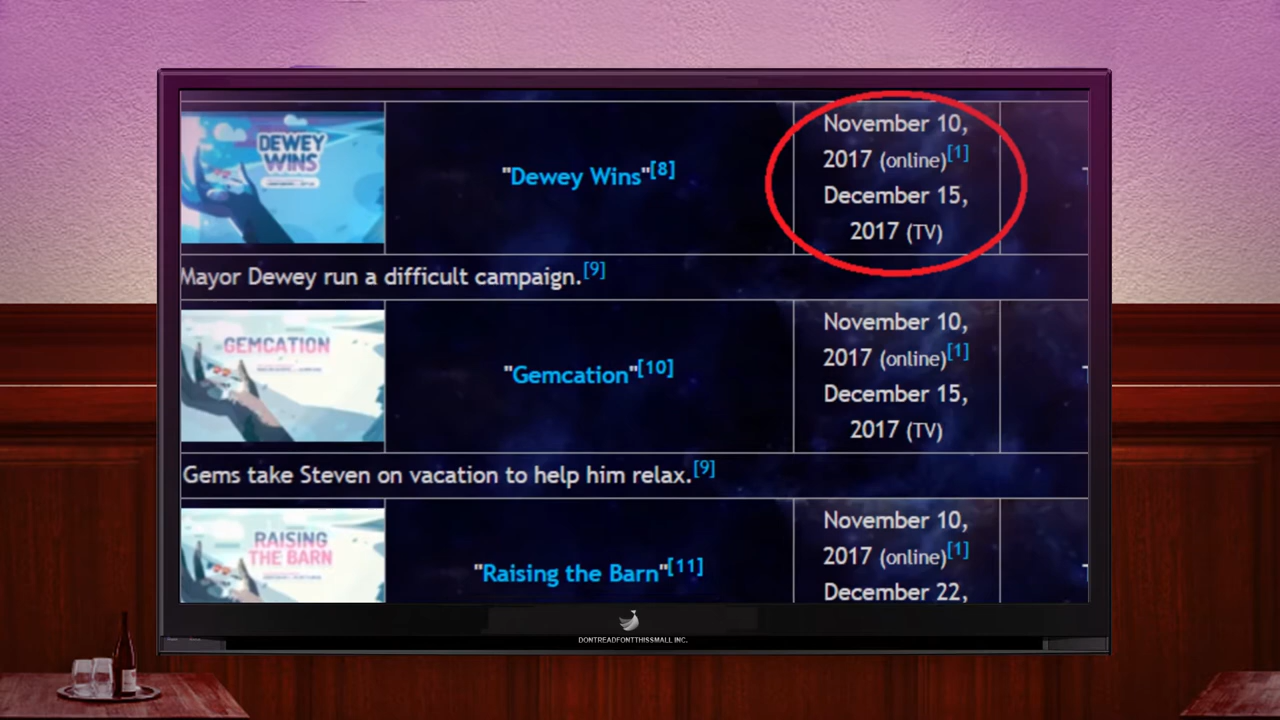 DEWEY
WINS
"Dewey Wins"[8]
November 10,
2017 (online)[1]
December 15,
2017 (TV)
Mayor Dewey run a difficult campaign.[9]
GEMCATION
"Gemcation"[10]
November 10,
2017 (online)[1]
December 15,
2017 (TV)
Gems take Steven on vacation to help him relax.[9]
RAISING
THE BARN
"Raising the Barn"[11]
November 10,
2017 (online)[1]
December 22,
DONTREADFONTTHISSMALL INC.